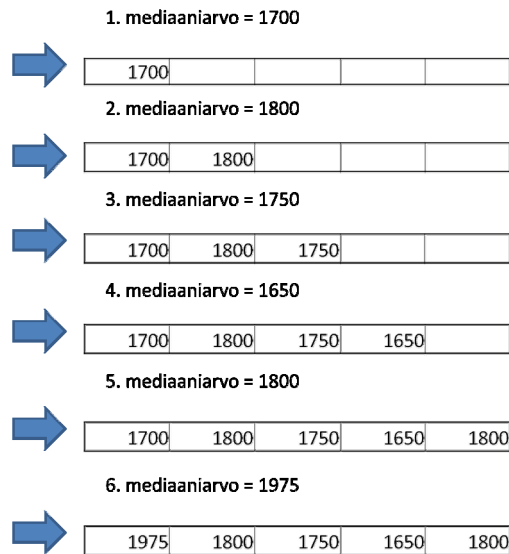 1. mediaaniarvo = 1700
1700
2. mediaaniarvo = 1800
1700 1800
3. mediaaniarvo = 1750
1700 1800 1750
4. mediaaniarvo = 1650
1700 1800 1750 1650
5. mediaaniarvo = 1800
1700 1800 1750 1650 1800
6. mediaaniarvo = 1975
1975 1800 1750 1650 1800